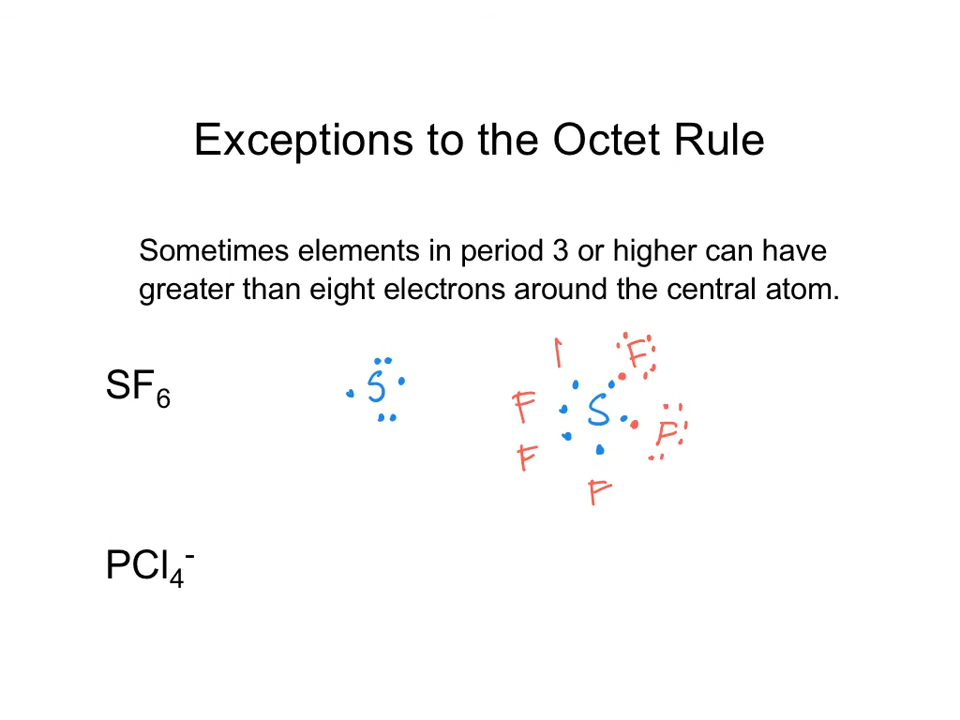 Exceptions to the Octet Rule
Sometimes elements in period 3 or higher can have
greater than eight electrons around the central atom.
F
SF₆ S F S F
F
F
PCl₄⁻